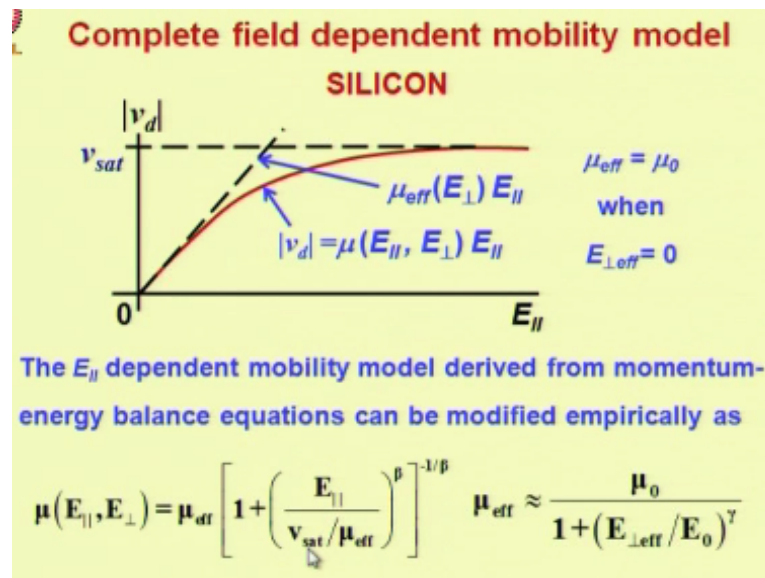 Complete field dependent mobility model
SILICON
|v_d|
v_sat
μ_eff(E_⊥) E_//
|v_d| = μ (E_//, E_⊥) E_//
μ_eff = μ_0
when
E_⊥eff = 0
0
E_//
The E_// dependent mobility model derived from momentum-
energy balance equations can be modified empirically as
μ(E_||,E_⊥) = μ_eff [1+(E_||/(v_sat/μ_eff))^β]^-1/β
μ_eff ≈ μ_0/(1+(E_⊥eff/E_0)^γ)